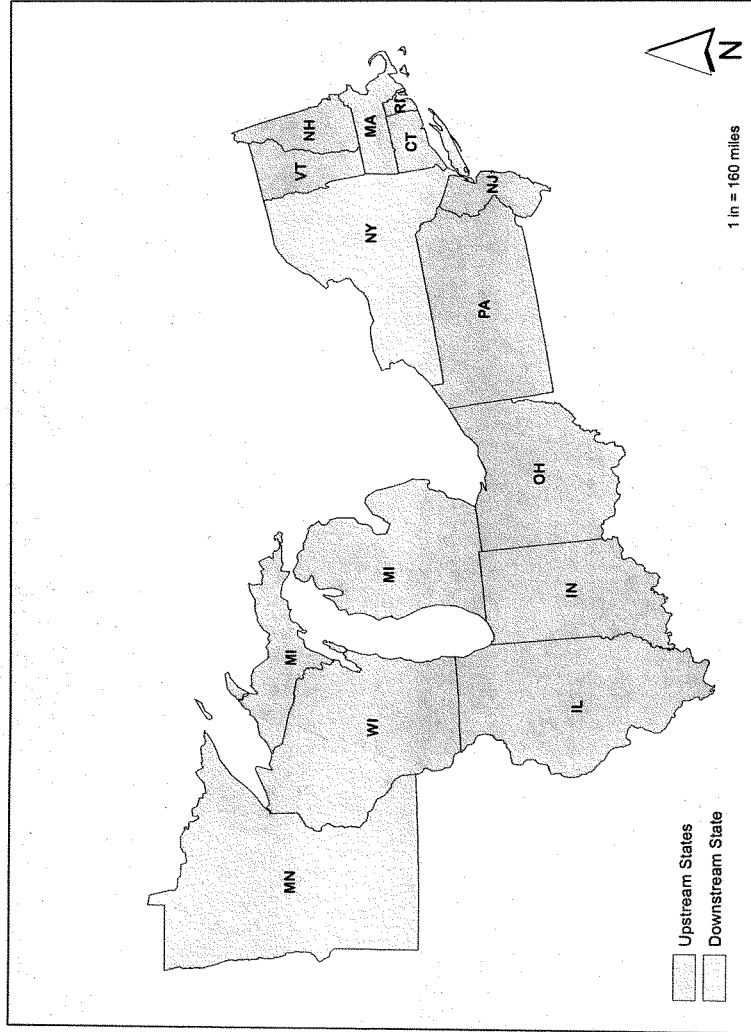 MN
WI
MI
MI
IL
IN
OH
PA
NY
VT
NH
MA
CT
RI
NJ
Upstream States
Downstream State
1 in = 160 miles
N